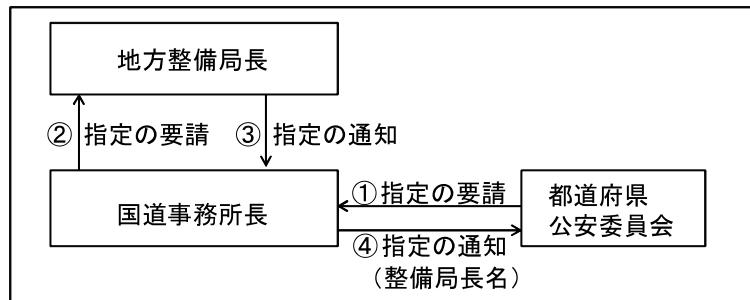 地方整備局長
② 指定の要請
③ 指定の通知
国道事務所長
①指定の要請
④指定の通知
（整備局長名）
都道府県
公安委員会